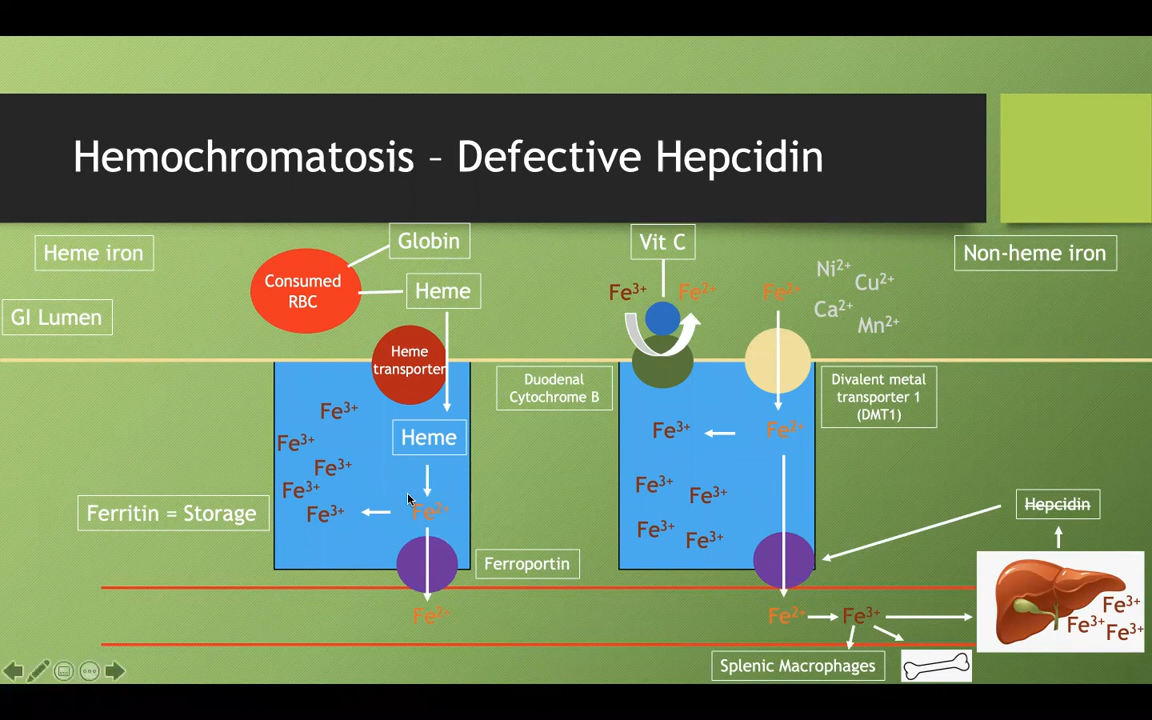 Hemochromatosis – Defective Hepcidin
Heme iron
GI Lumen
Consumed
RBC
Globin
Heme
Heme
transporter
Vit C
Fe³⁺
Fe²⁺
Fe²⁺
Ni²⁺
Cu²⁺
Ca²⁺
Mn²⁺
Non-heme iron
Duodenal
Cytochrome B
Divalent metal
transporter 1
(DMT1)
Fe³⁺
Fe³⁺
Fe³⁺
Fe³⁺
Fe³⁺
Heme
Fe²⁺
Ferritin = Storage
Ferroportin
Fe²⁺
Fe³⁺
Fe²⁺
Fe³⁺
Fe³⁺
Fe³⁺
Fe³⁺
Hepcidin
Fe²⁺
Fe³⁺
Fe³⁺
Fe³⁺
Fe³⁺
Splenic Macrophages